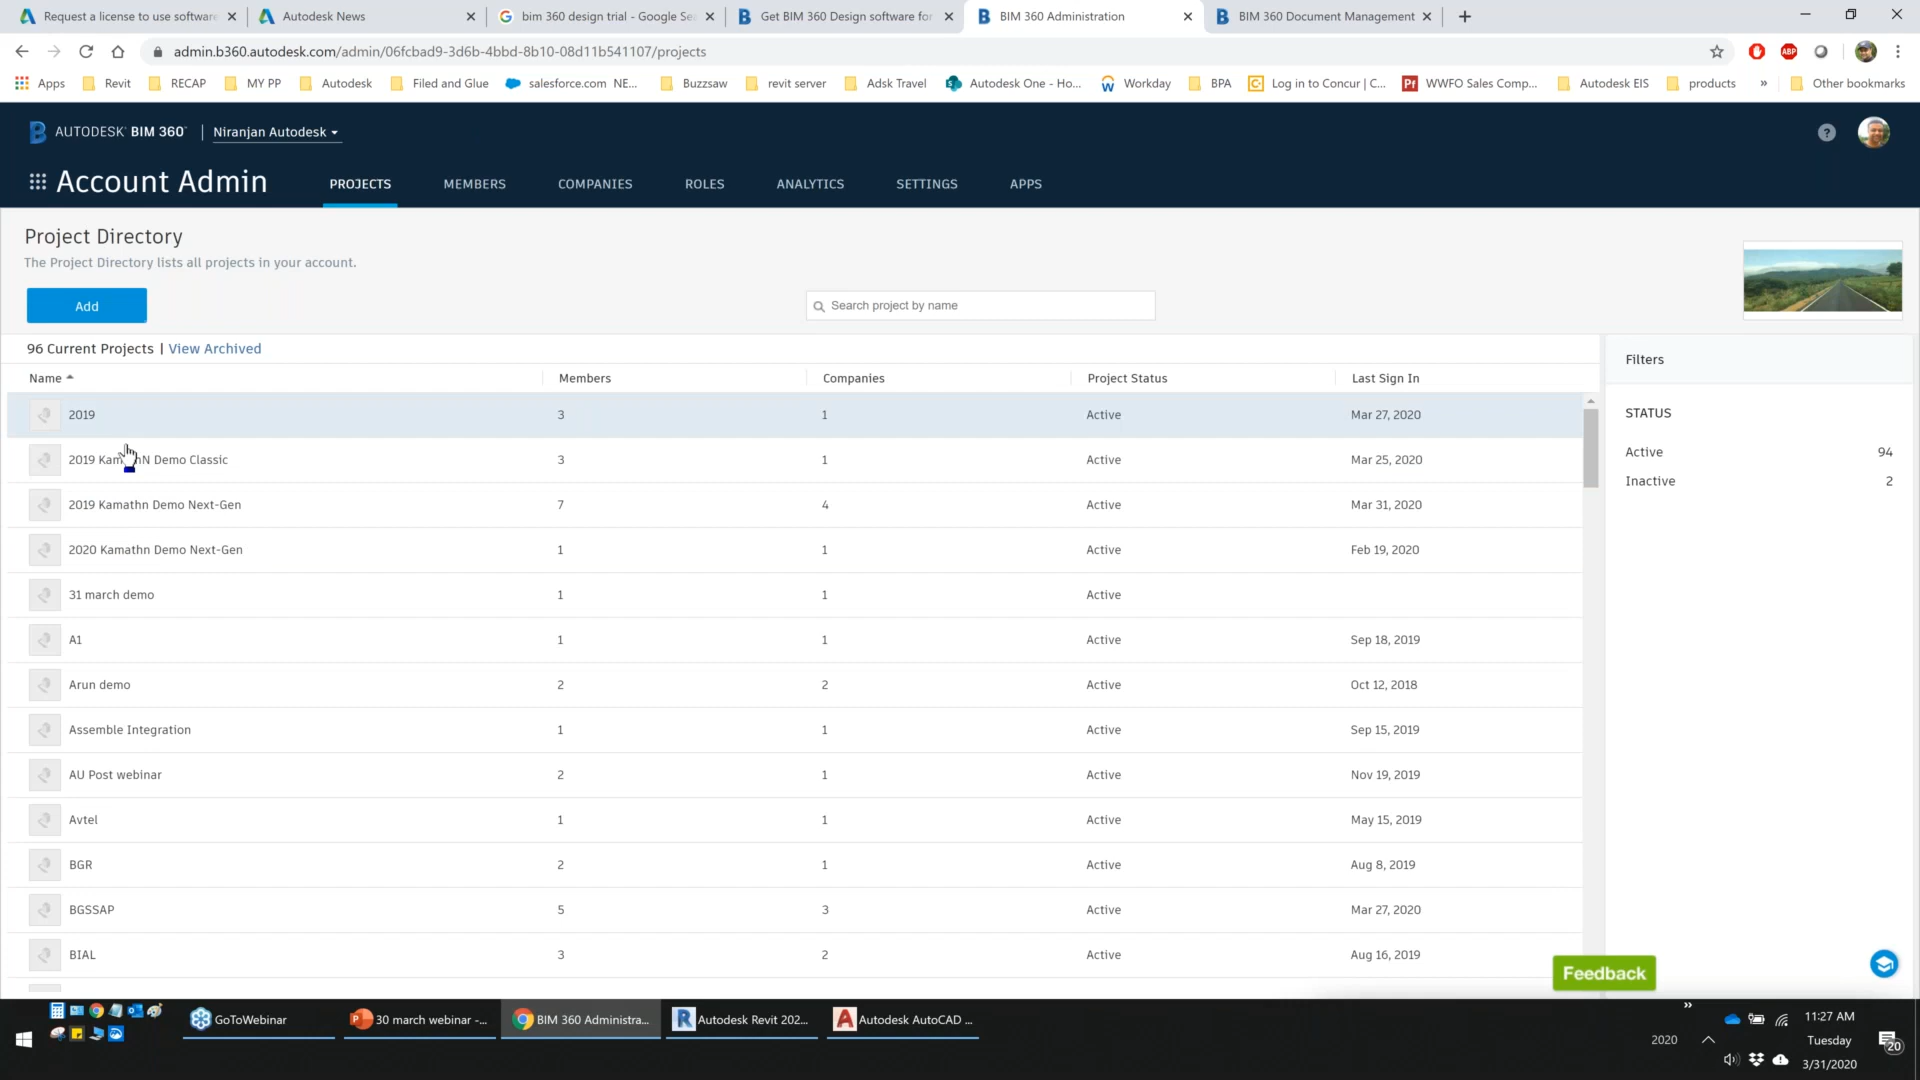 Request a license to use software
Autodesk News
bim 360 design trial - Google Se
Get BIM 360 Design software for
BIM 360 Administration
BIM 360 Document Management
admin.b360.autodesk.com/admin/06fcbad9-3d6b-4bbd-8b10-08d11b541107/projects
Apps
Revit
RECAP
MY PP
Autodesk
Filed and Glue
salesforce.com NE...
Buzzsaw
revit server
Adsk Travel
Autodesk One - Ho...
Workday
BPA
Log in to Concur | C...
WWFO Sales Comp...
Autodesk EIS
products
»
Other bookmarks
AUTODESK BIM 360
Niranjan Autodesk
Account Admin
PROJECTS
MEMBERS
COMPANIES
ROLES
ANALYTICS
SETTINGS
APPS
Project Directory
The Project Directory lists all projects in your account.
Add
Search project by name
96 Current Projects | View Archived
Filters
Name Members Companies Project Status Last Sign In
STATUS
Active 94
Inactive 2
2019 3 1 Active Mar 27, 2020
2019 KamathN Demo Classic 3 1 Active Mar 25, 2020
2019 Kamathn Demo Next-Gen 7 4 Active Mar 31, 2020
2020 Kamathn Demo Next-Gen 1 1 Active Feb 19, 2020
31 march demo 1 1 Active
A1 1 1 Active Sep 18, 2019
Arun demo 2 2 Active Oct 12, 2018
Assemble Integration 1 1 Active Sep 15, 2019
AU Post webinar 2 1 Active Nov 19, 2019
Avtel 1 1 Active May 15, 2019
BGR 2 1 Active Aug 8, 2019
BGSSAP 5 3 Active Mar 27, 2020
BIAL 3 2 Active Aug 16, 2019
Feedback
GoToWebinar
30 march webinar -...
BIM 360 Administra...
Autodesk Revit 202...
Autodesk AutoCAD ...
»
2020
11:27 AM
Tuesday
3/31/2020
20